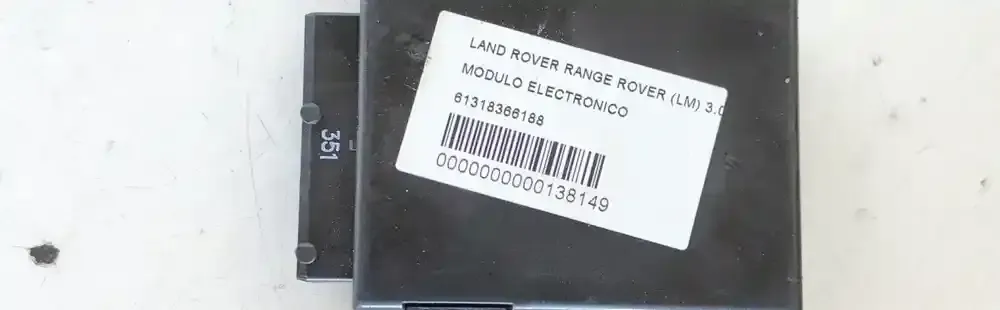 LAND ROVER RANGE ROVER (LM) 3.0
MODULO ELECTRONICO
61318366188
0000000000138149
351